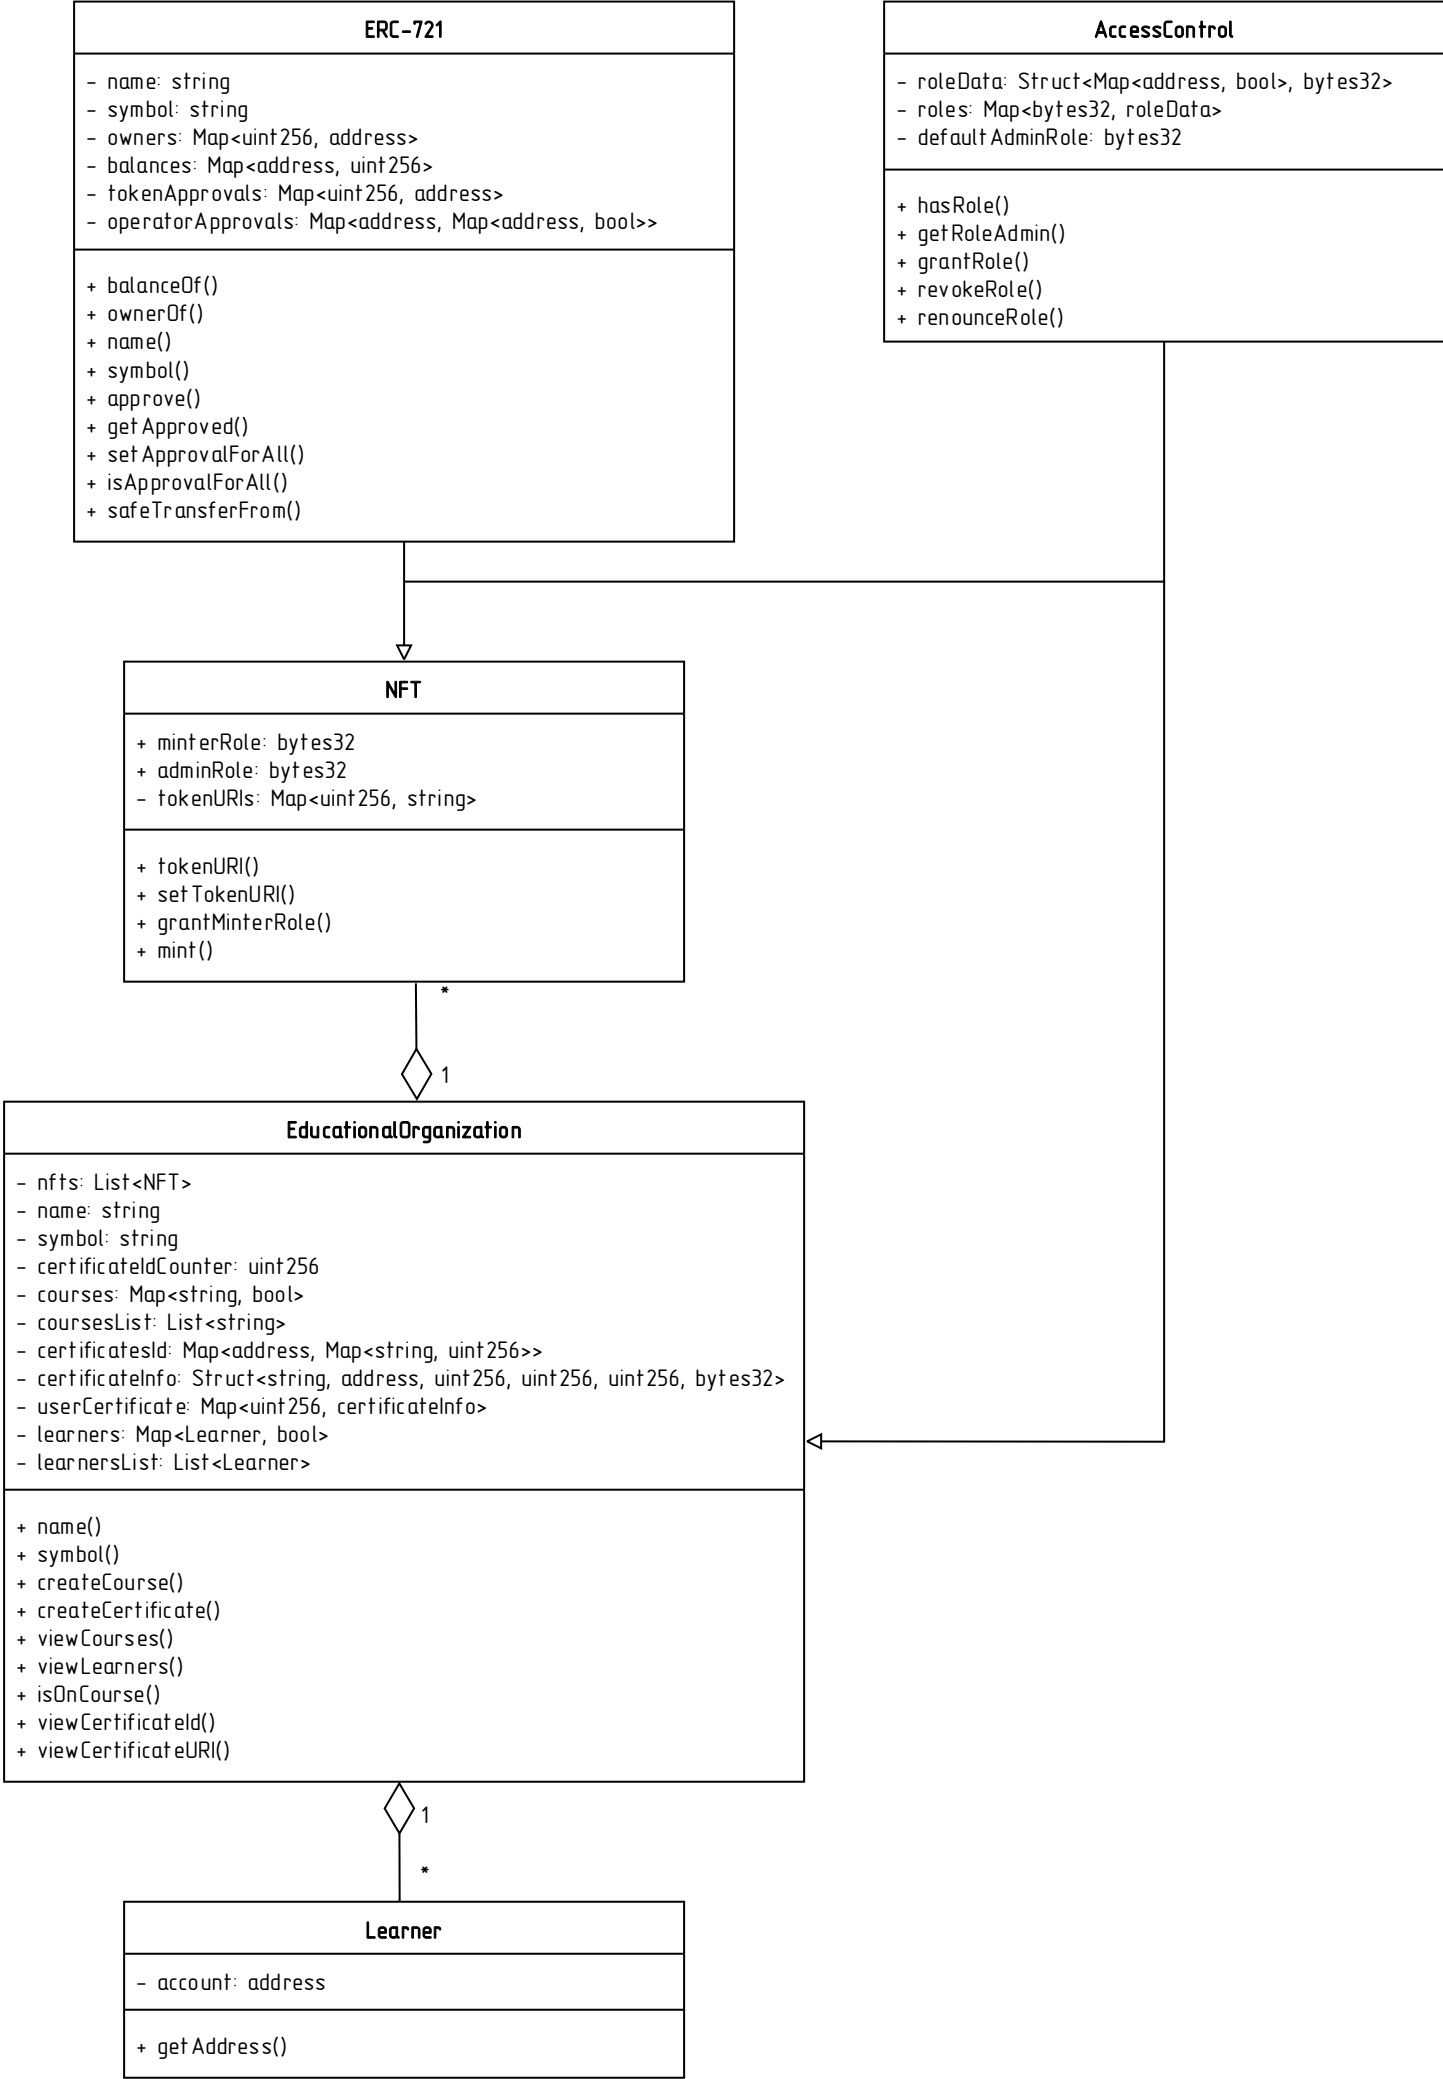 ERC-721
- name: string
- symbol: string
- owners: Map<uint256, address>
- balances: Map<address, uint256>
- tokenApprovals: Map<uint256, address>
- operatorApprovals: Map<address, Map<address, bool>>
+ balanceOf()
+ ownerOf()
+ name()
+ symbol()
+ approve()
+ getApproved()
+ setApprovalForAll()
+ isApprovalForAll()
+ safeTransferFrom()
AccessControl
- roleData: Struct<Map<address, bool>, bytes32>
- roles: Map<bytes32, roleData>
- defaultAdminRole: bytes32
+ hasRole()
+ getRoleAdmin()
+ grantRole()
+ revokeRole()
+ renounceRole()
NFT
+ minterRole: bytes32
+ adminRole: bytes32
- tokenURIs: Map<uint256, string>
+ tokenURI()
+ setTokenURI()
+ grantMinterRole()
+ mint()
*
1
EducationalOrganization
- nfts: List<NFT>
- name: string
- symbol: string
- certificateIdCounter: uint256
- courses: Map<string, bool>
- coursesList: List<string>
- certificatesId: Map<address, Map<string, uint256>>
- certificateInfo: Struct<string, address, uint256, uint256, uint256, bytes32>
- userCertificate: Map<uint256, certificateInfo>
- learners: Map<Learner, bool>
- learnersList: List<Learner>
+ name()
+ symbol()
+ createCourse()
+ createCertificate()
+ viewCourses()
+ viewLearners()
+ isOnCourse()
+ viewCertificateId()
+ viewCertificateURI()
1
*
Learner
- account: address
+ getAddress()